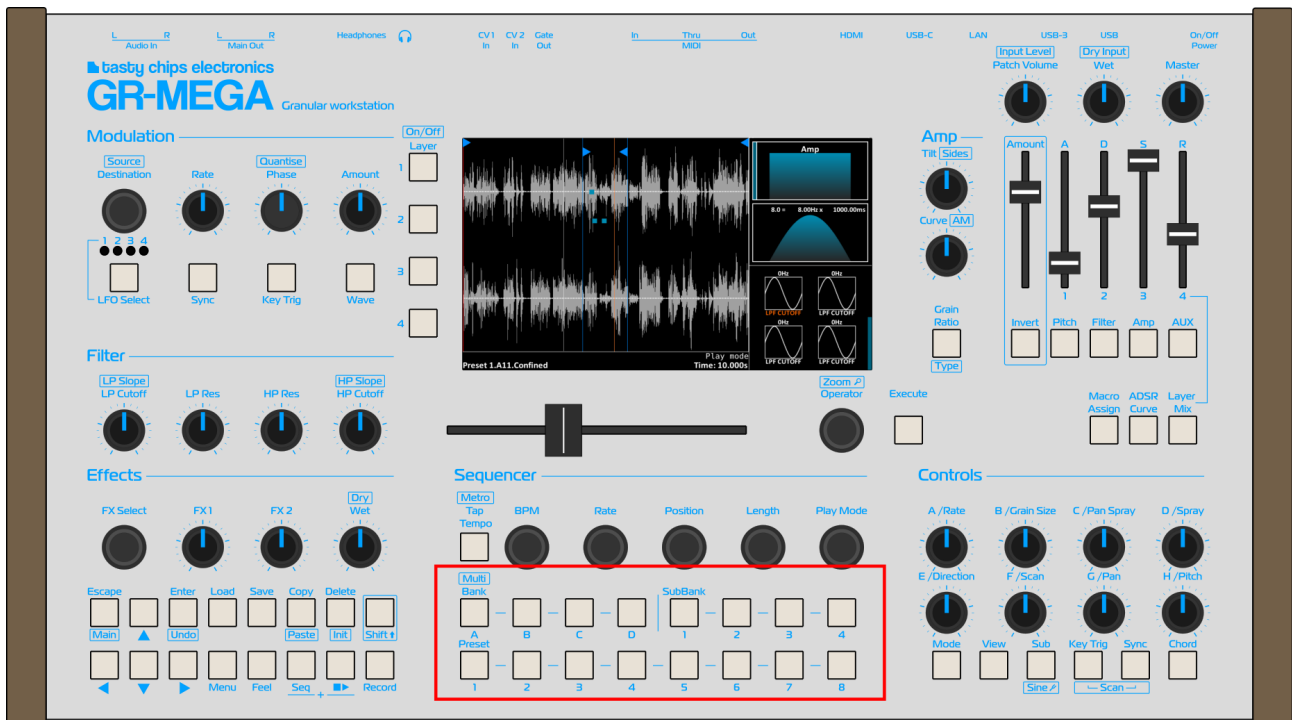 L R
Audio In
L R
Main Out
Headphones
CV1 In
CV2 In
Gate Out
In Thru Out
MIDI
HDMI
USB-C
LAN
USB-3
USB
On/Off
Power
tasty chips electronics
GR-MEGA Granular workstation
Input Level
Patch Volume
Dry Input
Wet
Master
Modulation
On/Off
Layer
1
2
3
4
Source
Destination
Rate
Quantise
Phase
Amount
1 2 3 4
LFO Select
Sync
Key Trig
Wave
Amp
8.0 = 8.00Hz x 1000.00ms
0Hz 0Hz
LPF CUTOFF LPF CUTOFF
0Hz 0Hz
LPF CUTOFF LPF CUTOFF
Play mode
Preset 1.A11.Confined Time: 10.000s
Amp
Tilt Sides
Curve AM
Grain
Ratio
Type
Amount A D S R
1 2 3 4
Invert Pitch Filter Amp AUX
Macro Assign
ADSR Curve
Layer Mix
Filter
LP Slope
LP Cutoff
LP Res
HP Res
HP Slope
HP Cutoff
Zoom
Operator
Execute
Effects
FX Select
FX1
FX2
Dry
Wet
Escape Enter Load Save Copy Delete
Main Undo Paste Init Shift
Menu Feel Seq + Record
Sequencer
Metro
Tap
Tempo
BPM
Rate
Position
Length
Play Mode
Multi
Bank SubBank
A B C D 1 2 3 4
Preset
1 2 3 4 5 6 7 8
Controls
A /Rate B /Grain Size C /Pan Spray D /Spray
E /Direction F /Scan G /Pan H /Pitch
Mode View Sub Key Trig Sync Chord
Sine Scan